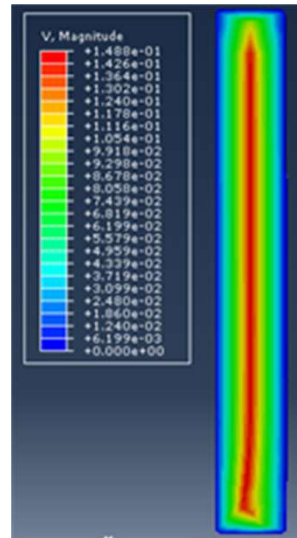 V, Magnitude
+1.488e-01
+1.426e-01
+1.364e-01
+1.302e-01
+1.240e-01
+1.178e-01
+1.116e-01
+1.054e-01
+9.918e-02
+9.298e-02
+8.678e-02
+8.058e-02
+7.439e-02
+6.819e-02
+6.199e-02
+5.579e-02
+4.959e-02
+4.339e-02
+3.719e-02
+3.099e-02
+2.480e-02
+1.860e-02
+1.240e-02
+6.199e-03
+0.000e+00